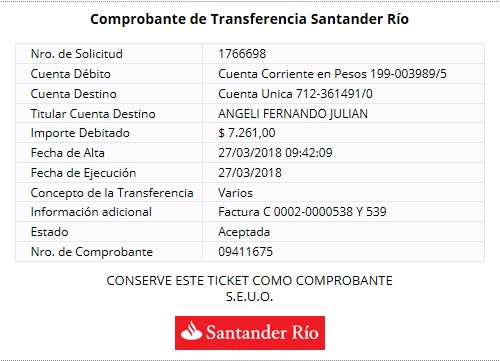 Comprobante de Transferencia Santander Río
Nro. de Solicitud 1766698
Cuenta Débito Cuenta Corriente en Pesos 199-003989/5
Cuenta Destino Cuenta Unica 712-361491/0
Titular Cuenta Destino ANGELI FERNANDO JULIAN
Importe Debitado $ 7.261,00
Fecha de Alta 27/03/2018 09:42:09
Fecha de Ejecución 27/03/2018
Concepto de la Transferencia Varios
Información adicional Factura C 0002-0000538 Y 539
Estado Aceptada
Nro. de Comprobante 09411675
CONSERVE ESTE TICKET COMO COMPROBANTE
S.E.U.O.
Santander Río